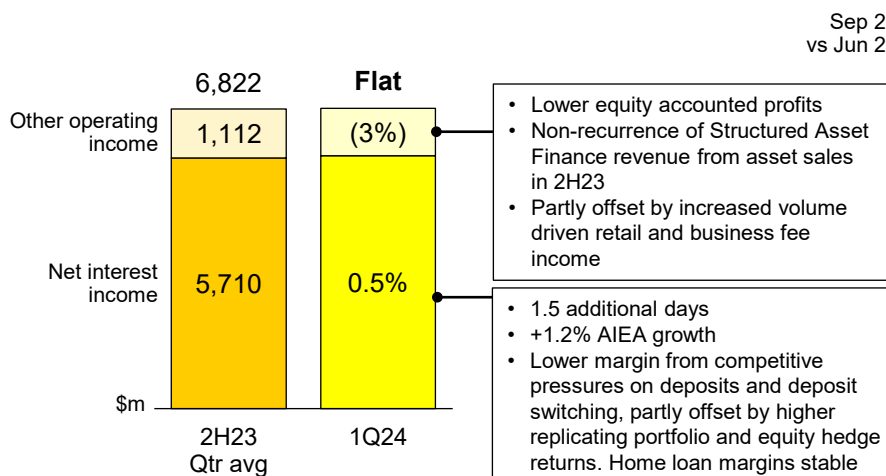 Sep 2
vs Jun 2
6,822
Flat
Other operating
income
1,112
(3%)
• Lower equity accounted profits
• Non-recurrence of Structured Asset
Finance revenue from asset sales
in 2H23
• Partly offset by increased volume
driven retail and business fee
income
Net interest
income
5,710
0.5%
• 1.5 additional days
• +1.2% AIEA growth
• Lower margin from competitive
pressures on deposits and deposit
switching, partly offset by higher
replicating portfolio and equity hedge
returns. Home loan margins stable
$m
2H23
Qtr avg
1Q24